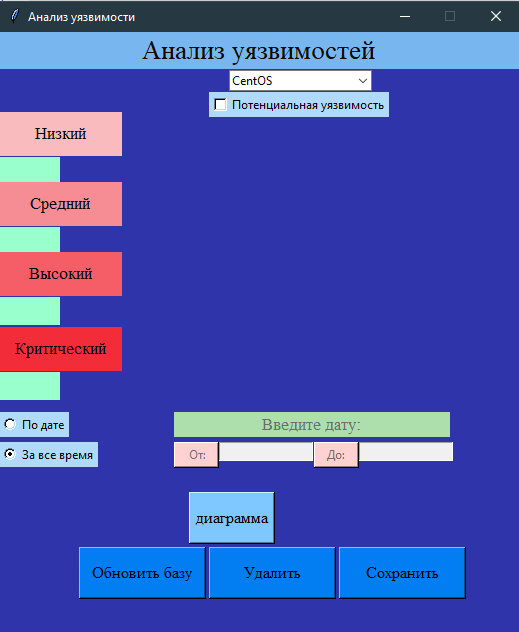 Анализ уязвимости
Анализ уязвимостей
CentOS
Потенциальная уязвимость
Низкий
Средний
Высокий
Критический
По дате
Введите дату:
За все время
От:
До:
диаграмма
Обновить базу
Удалить
Сохранить